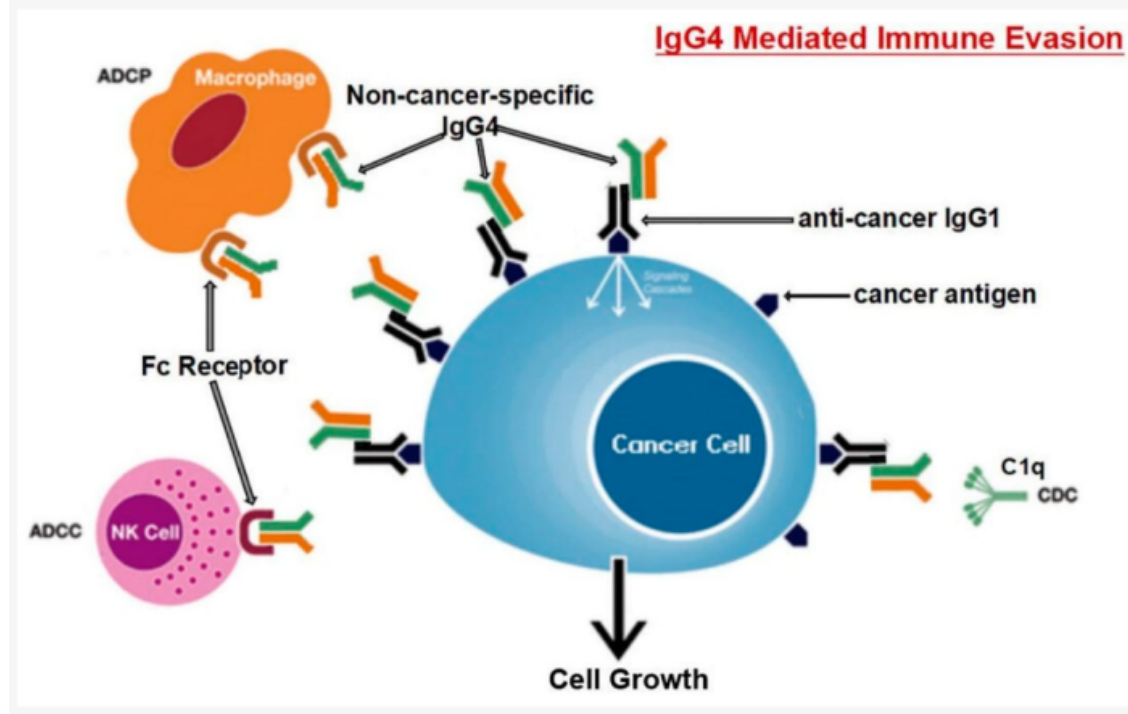 IgG4 Mediated Immune Evasion
ADCP
Macrophage
Non-cancer-specific
IgG4
anti-cancer IgG1
Signaling
Cascades
cancer antigen
Fc Receptor
Cancer Cell
C1q
CDC
ADCC
NK Cell
Cell Growth